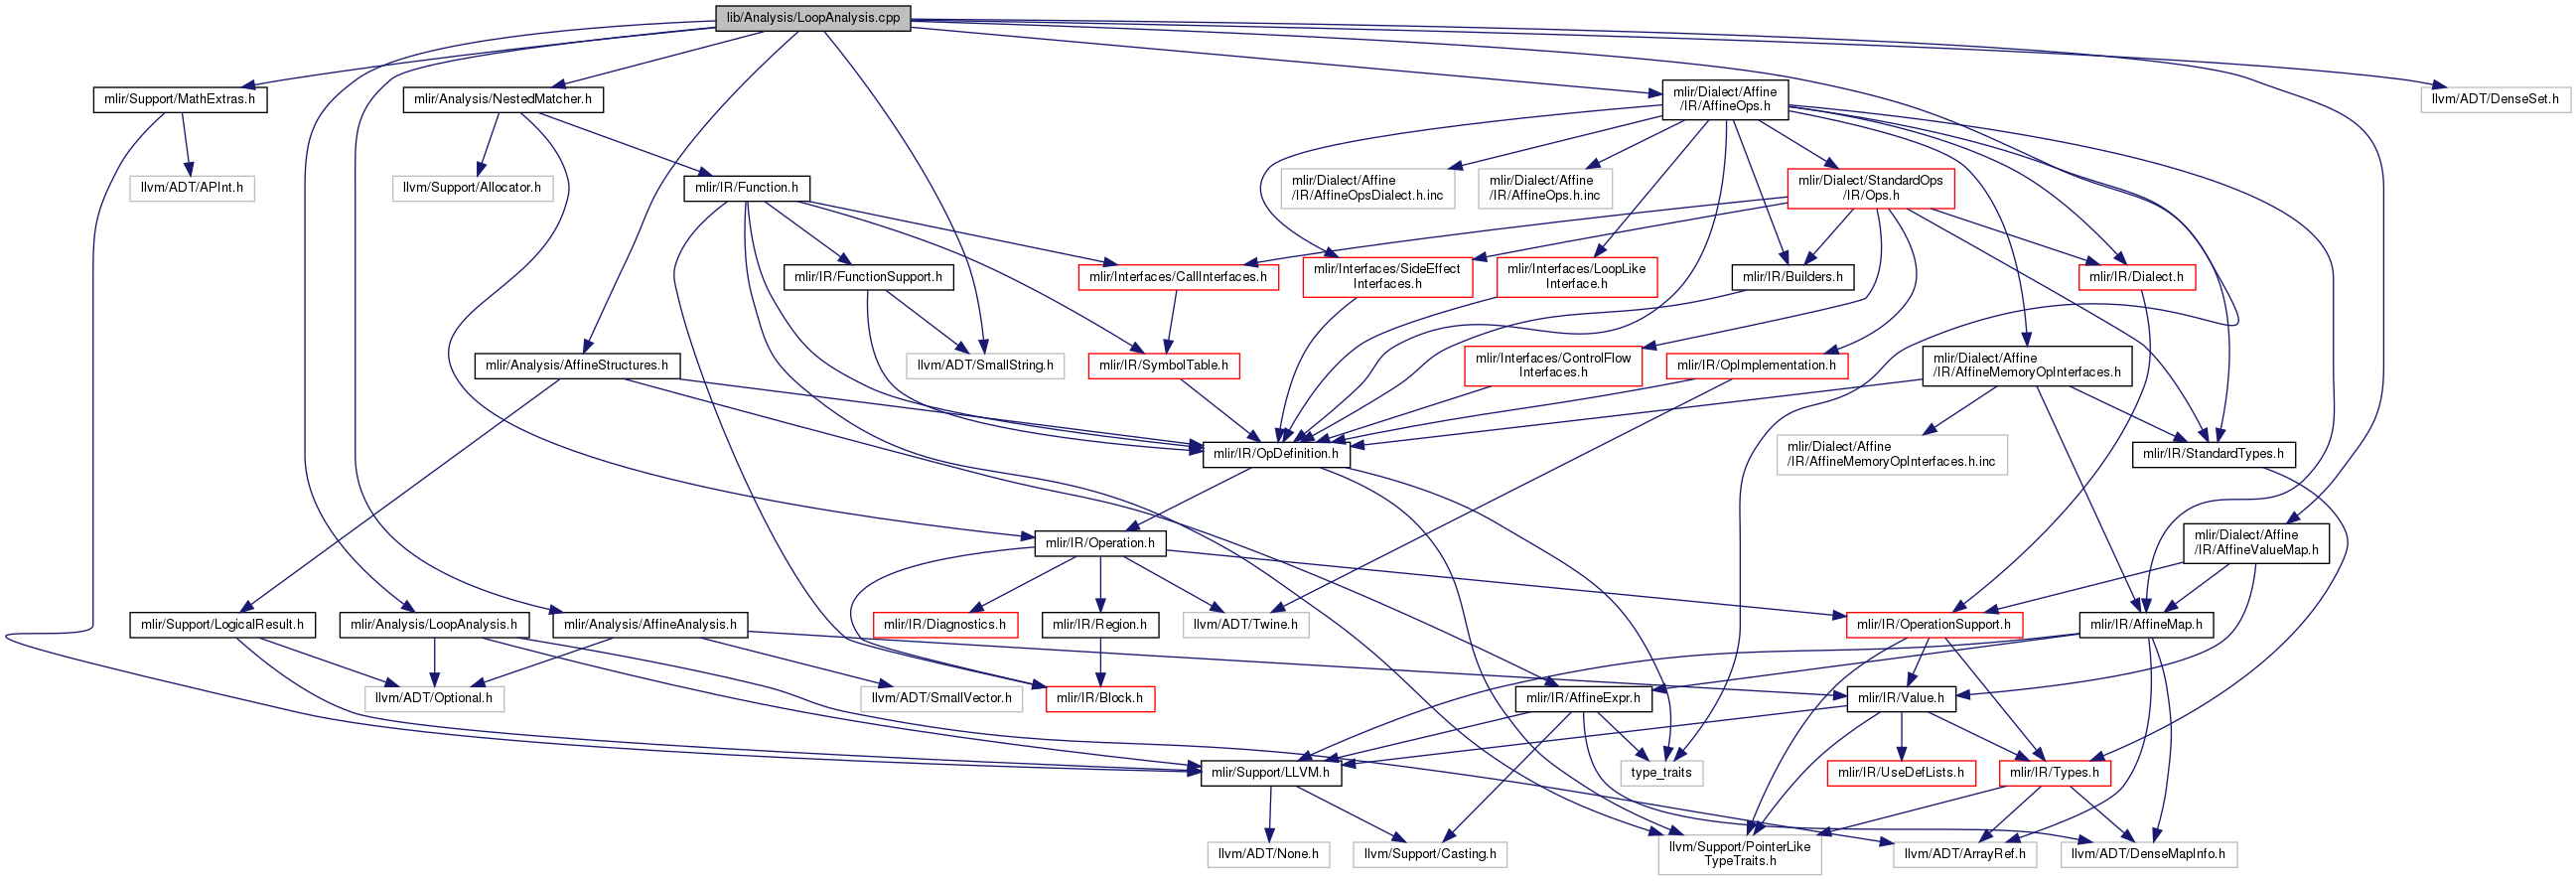 lib/Analysis/LoopAnalysis.cpp
mlir/Support/MathExtras.h
mlir/Analysis/NestedMatcher.h
mlir/Dialect/Affine
/IR/AffineOps.h
llvm/ADT/DenseSet.h
llvm/ADT/APInt.h
llvm/Support/Allocator.h
mlir/IR/Function.h
mlir/Dialect/Affine
/IR/AffineOpsDialect.h.inc
mlir/Dialect/Affine
/IR/AffineOps.h.inc
mlir/Dialect/StandardOps
/IR/Ops.h
mlir/IR/FunctionSupport.h
mlir/Interfaces/CallInterfaces.h
mlir/Interfaces/SideEffect
Interfaces.h
mlir/Interfaces/LoopLike
Interface.h
mlir/IR/Builders.h
mlir/IR/Dialect.h
mlir/Analysis/AffineStructures.h
llvm/ADT/SmallString.h
mlir/IR/SymbolTable.h
mlir/Interfaces/ControlFlow
Interfaces.h
mlir/IR/OpImplementation.h
mlir/Dialect/Affine
/IR/AffineMemoryOpInterfaces.h
mlir/IR/OpDefinition.h
mlir/Dialect/Affine
/IR/AffineMemoryOpInterfaces.h.inc
mlir/IR/StandardTypes.h
mlir/IR/Operation.h
mlir/Dialect/Affine
/IR/AffineValueMap.h
mlir/Support/LogicalResult.h
mlir/Analysis/LoopAnalysis.h
mlir/Analysis/AffineAnalysis.h
mlir/IR/Diagnostics.h
mlir/IR/Region.h
llvm/ADT/Twine.h
mlir/IR/OperationSupport.h
mlir/IR/AffineMap.h
llvm/ADT/Optional.h
llvm/ADT/SmallVector.h
mlir/IR/Block.h
mlir/IR/AffineExpr.h
mlir/IR/Value.h
mlir/Support/LLVM.h
type_traits
mlir/IR/UseDefLists.h
mlir/IR/Types.h
llvm/ADT/None.h
llvm/Support/Casting.h
llvm/Support/PointerLike
TypeTraits.h
llvm/ADT/ArrayRef.h
llvm/ADT/DenseMapInfo.h